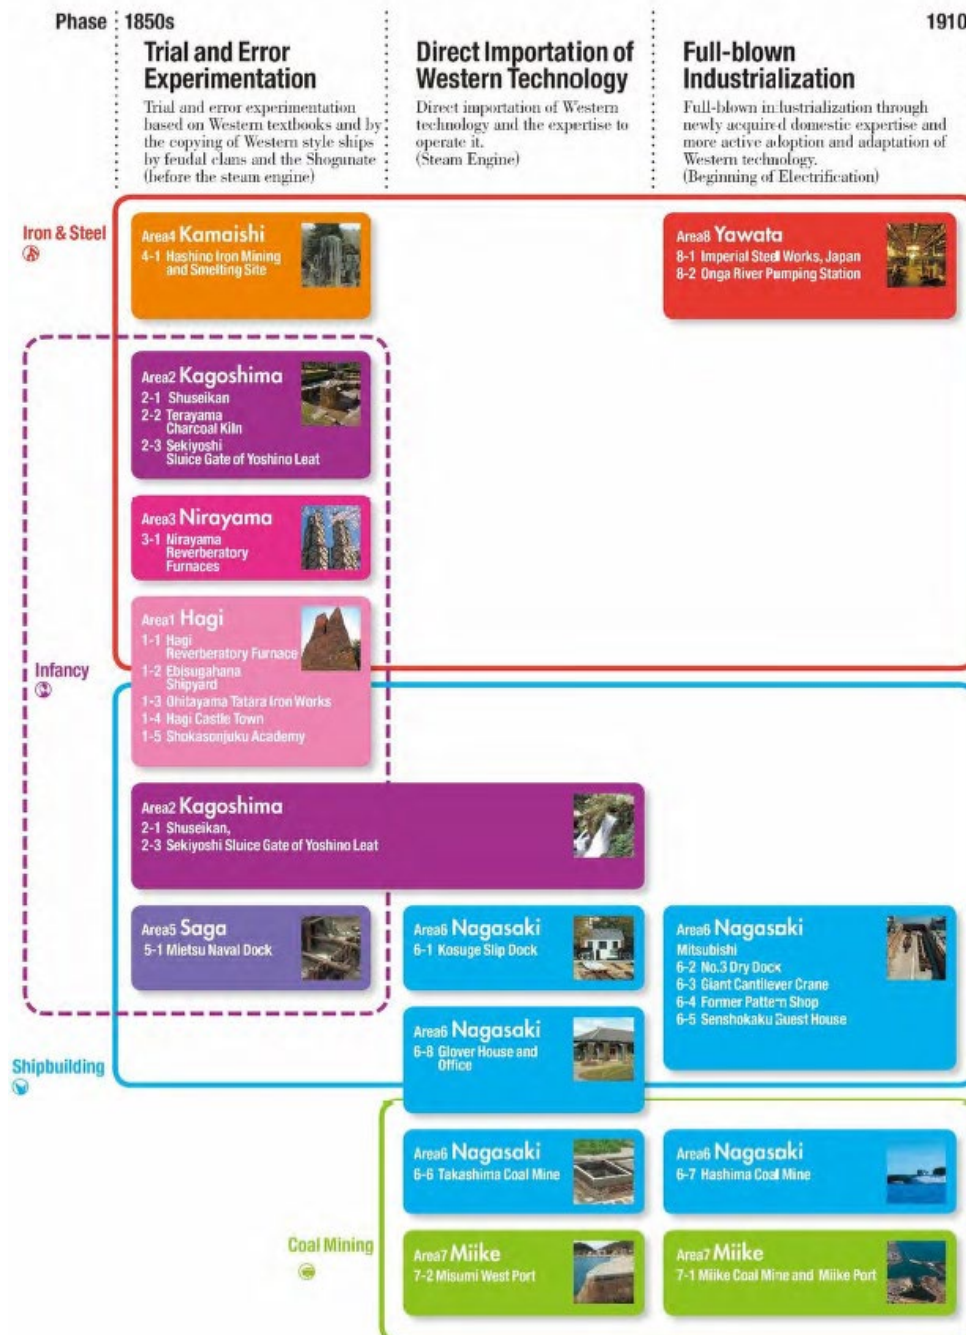 Phase
1850s
1910
Trial and Error
Experimentation
Trial and error experimentation
based on Western textbooks and by
the copying of Western style ships
by feudal clans and the Shogunate
(before the steam engine)
Direct Importation of
Western Technology
Direct importation of Western
technology and the expertise to
operate it.
(Steam Engine)
Full-blown
Industrialization
Full-blown industrialization through
newly acquired domestic expertise and
more active adoption and adaptation of
Western technology.
(Beginning of Electrification)
Iron & Steel
Area4 Kamaishi
4-1 Hashino Iron Mining
and Smelting Site
Area8 Yawata
8-1 Imperial Steel Works, Japan
8-2 Onga River Pumping Station
Area2 Kagoshima
2-1 Shuseikan
2-2 Terayama
Charcoal Kiln
2-3 Sekiyoshi
Sluice Gate of Yoshino Leat
Area3 Nirayama
3-1 Nirayama
Reverberatory
Furnaces
Infancy
Area1 Hagi
1-1 Hagi
Reverberatory Furnace
1-2 Ebisugahana
Shipyard
1-3 Ohitayama Tatara Iron Works
1-4 Hagi Castle Town
1-5 Shokasonjuku Academy
Area2 Kagoshima
2-1 Shuseikan,
2-3 Sekiyoshi Sluice Gate of Yoshino Leat
Area5 Saga
5-1 Mietsu Naval Dock
Area6 Nagasaki
6-1 Kosuge Slip Dock
Area6 Nagasaki
Mitsubishi
6-2 No.3 Dry Dock
6-3 Giant Cantilever Crane
6-4 Former Pattern Shop
6-5 Senshokaku Guest House
Shipbuilding
Area6 Nagasaki
6-8 Glover House and
Office
Area6 Nagasaki
6-6 Takashima Coal Mine
Area6 Nagasaki
6-7 Hashima Coal Mine
Coal Mining
Area7 Miike
7-2 Misumi West Port
Area7 Miike
7-1 Miike Coal Mine and Miike Port